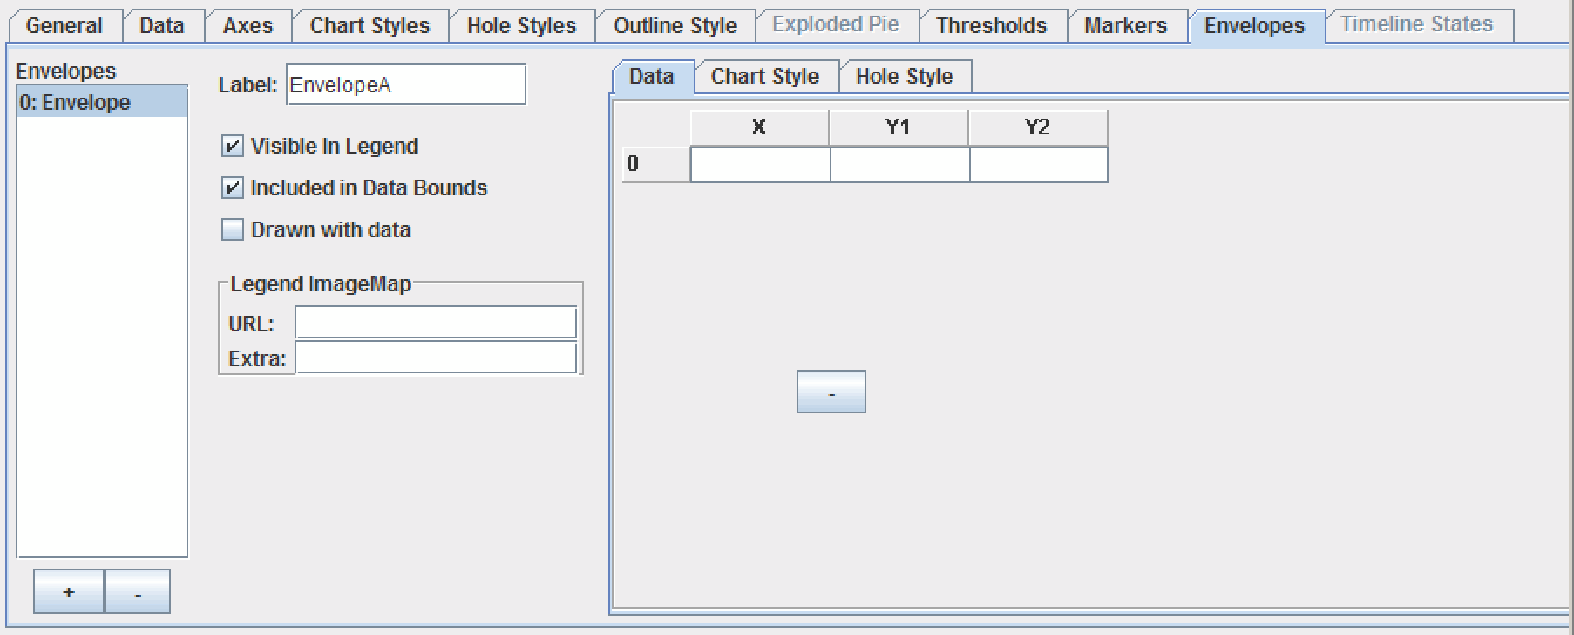 General Data Axes Chart Styles Hole Styles Outline Style Exploded Pie Thresholds Markers Envelopes Timeline States
Envelopes
0: Envelope
+ -
Label: EnvelopeA
Visible In Legend
Included in Data Bounds
Drawn with data
Legend ImageMap
URL:
Extra:
Data Chart Style Hole Style
X Y1 Y2
0
-